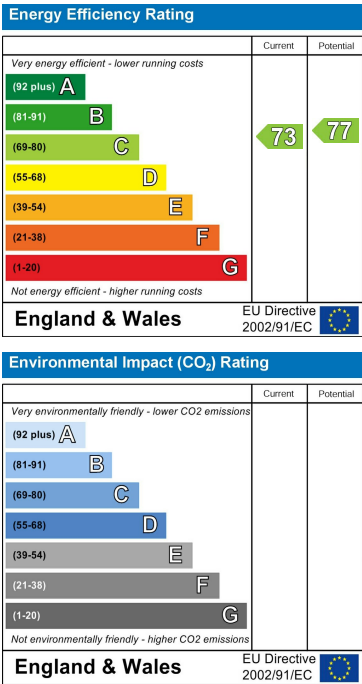 Energy Efficiency Rating
Current Potential
Very energy efficient - lower running costs
(92 plus) A
(81-91) B
(69-80) C
73 77
(55-68) D
(39-54) E
(21-38) F
(1-20) G
Not energy efficient - higher running costs
England & Wales
EU Directive
2002/91/EC
Environmental Impact (CO₂) Rating
Current Potential
Very environmentally friendly - lower CO2 emissions
(92 plus) A
(81-91) B
(69-80) C
(55-68) D
(39-54) E
(21-38) F
(1-20) G
Not environmentally friendly - higher CO2 emissions
England & Wales
EU Directive
2002/91/EC